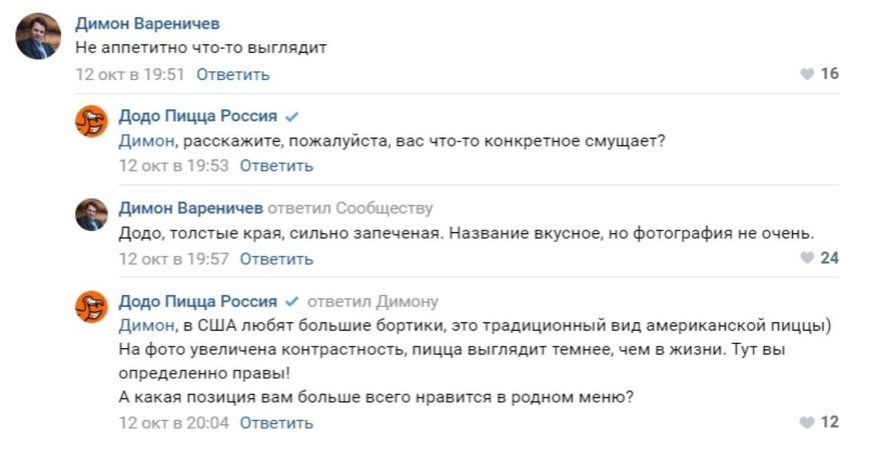 Димон Вареничев
Не аппетитно что-то выглядит
12 окт в 19:51 Ответить
16
Додо Пицца Россия
Димон, расскажите, пожалуйста, вас что-то конкретное смущает?
12 окт в 19:53 Ответить
Димон Вареничев ответил Сообществу
Додо, толстые края, сильно запеченая. Название вкусное, но фотография не очень.
12 окт в 19:57 Ответить
24
Додо Пицца Россия ответил Димону
Димон, в США любят большие бортики, это традиционный вид американской пиццы)
На фото увеличена контрастность, пицца выглядит темнее, чем в жизни. Тут вы
определенно правы!
А какая позиция вам больше всего нравится в родном меню?
12 окт в 20:04 Ответить
12